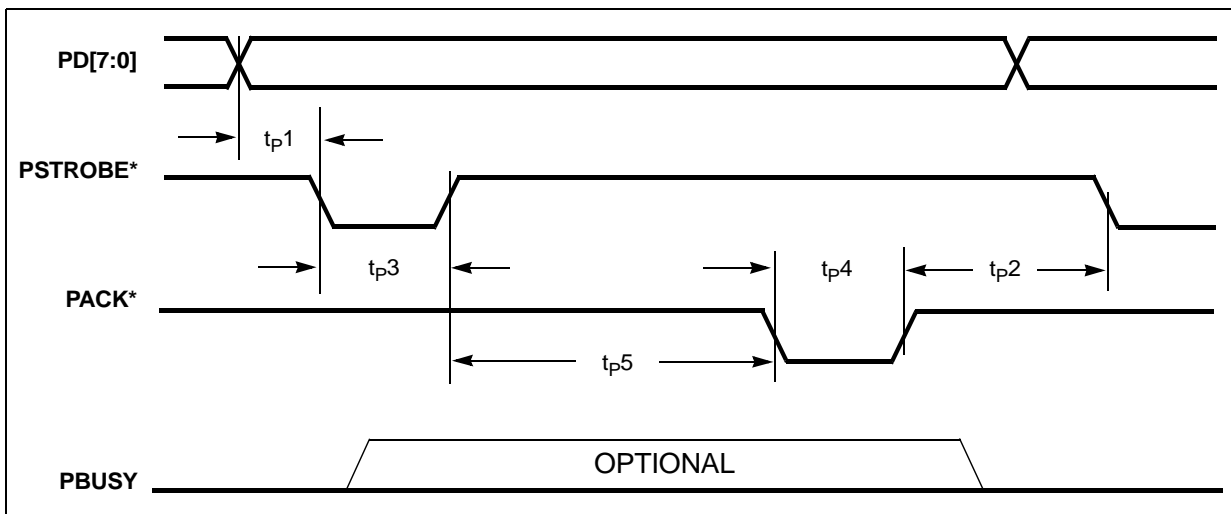 PD[7:0]
tP1
PSTROBE*
tP3
tP4
tP2
PACK*
tP5
OPTIONAL
PBUSY